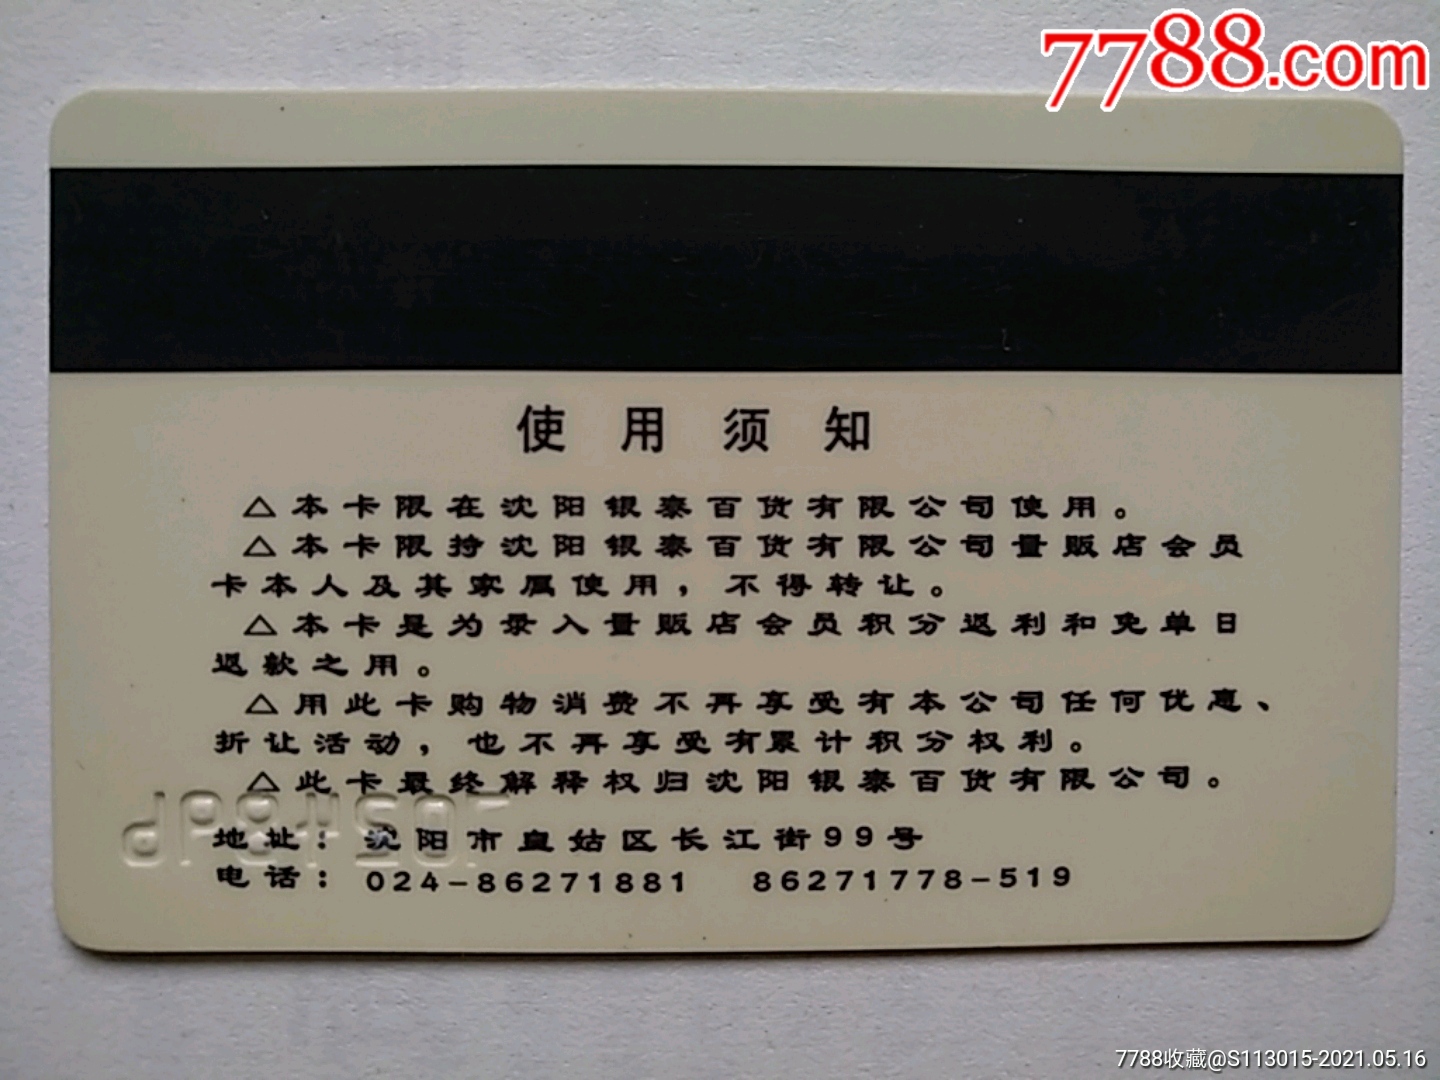 7788.com
使用须知
△本卡限在沈阳银泰百货有限公司使用。
△本卡限持沈阳银泰百货有限公司量贩店会员
卡本人及其家属使用，不得转让。
△本卡是为录入量贩店会员积分返利和免单日
返款之用。
△用此卡购物消费不再享受有本公司任何优惠、
折让活动，也不再享受有累计积分权利。
△此卡最终解释权归沈阳银泰百货有限公司。
地址：沈阳市皇姑区长江街99号
电话：024-86271881 86271778-519
7788收藏@S113015-2021.05.16